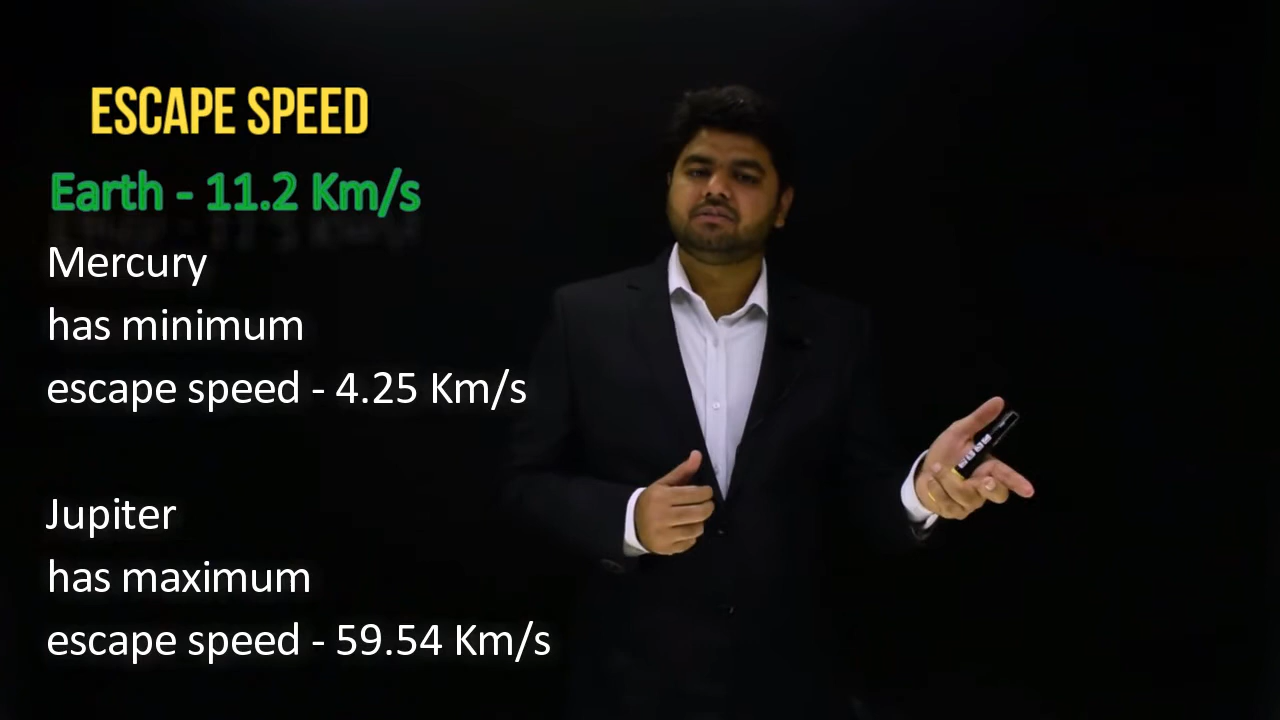 ESCAPE SPEED
Earth - 11.2 Km/s
Mercury
has minimum
escape speed - 4.25 Km/s
Jupiter
has maximum
escape speed - 59.54 Km/s